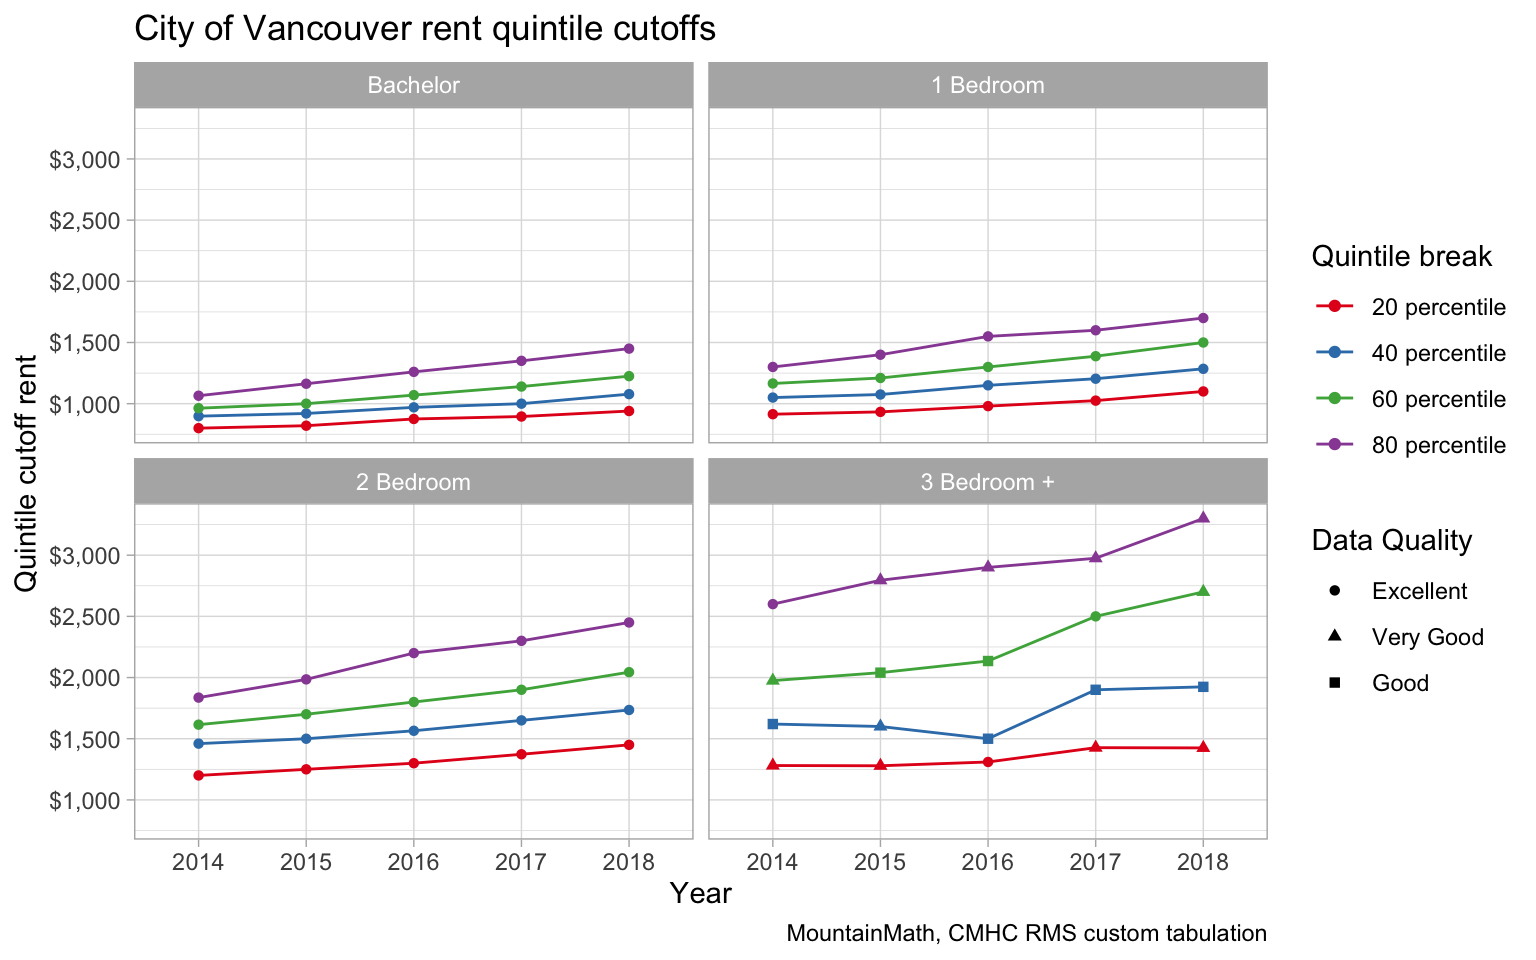 City of Vancouver rent quintile cutoffs
Bachelor
1 Bedroom
$3,000
$2,500
$2,000
$1,500
$1,000
2 Bedroom
3 Bedroom +
$3,000
$2,500
$2,000
$1,500
$1,000
Quintile cutoff rent
2014 2015 2016 2017 2018
2014 2015 2016 2017 2018
Year
Quintile break
20 percentile
40 percentile
60 percentile
80 percentile
Data Quality
Excellent
Very Good
Good
MountainMath, CMHC RMS custom tabulation